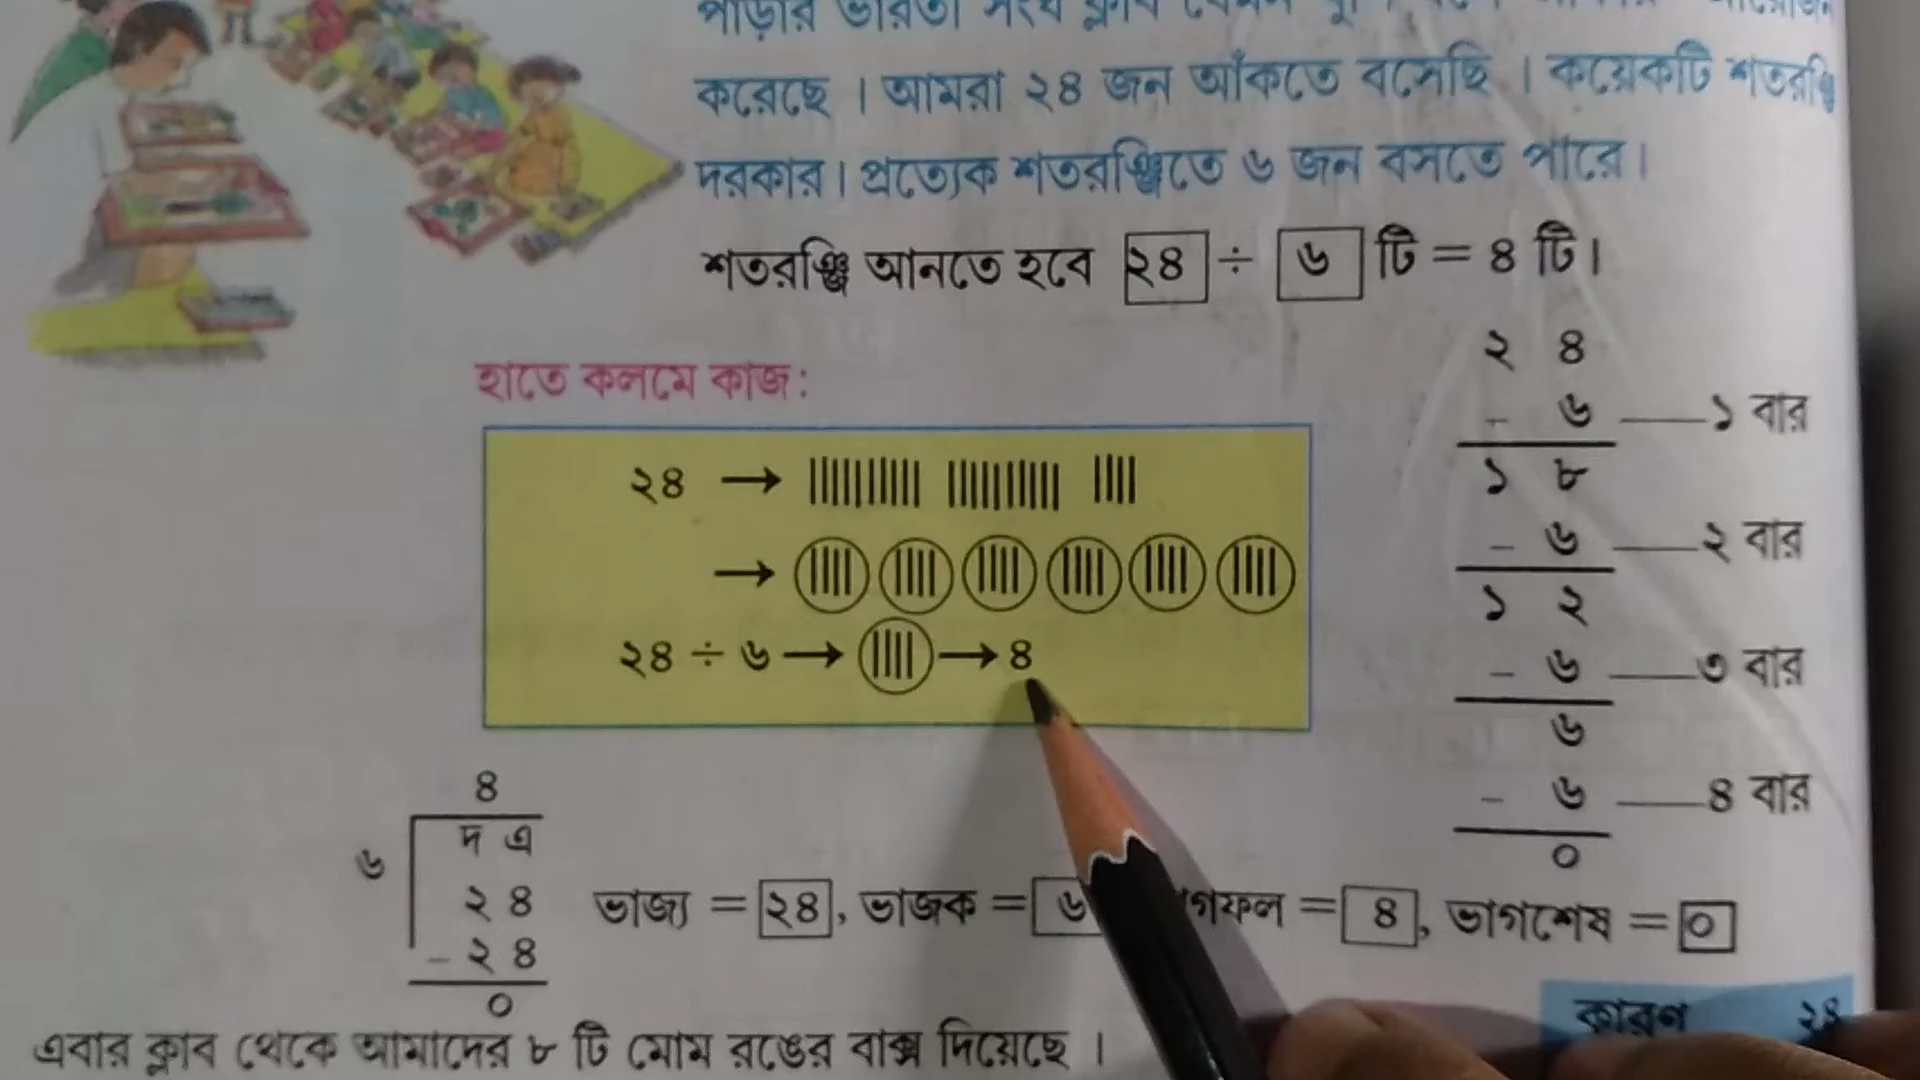 পাড়ার ভারতী সংঘ ক্লাব
করেছে । আমরা ২৪ জন আঁকতে বসেছি । কয়েকটি শতরঞ্জি
দরকার । প্রত্যেক শতরঞ্জিতে ৬ জন বসতে পারে ।
শতরঞ্জি আনতে হবে ২৪ ÷ ৬ টি = ৪ টি ।
হাতে কলমে কাজ :
২৪ →
→
২৪ ÷ ৬ → → ৪
২ ৪
- ৬ ১ বার
১ ৮
- ৬ ২ বার
১ ২
- ৬ ৩ বার
৬
- ৬ ৪ বার
০
৪
দ এ
৬
২ ৪
- ২ ৪
০
ভাজ্য = ২৪, ভাজক = ৬ গফল = ৪, ভাগশেষ = ০
কারণ ২৪
এবার ক্লাব থেকে আমাদের ৮ টি মোম রঙের বাক্স দিয়েছে ।